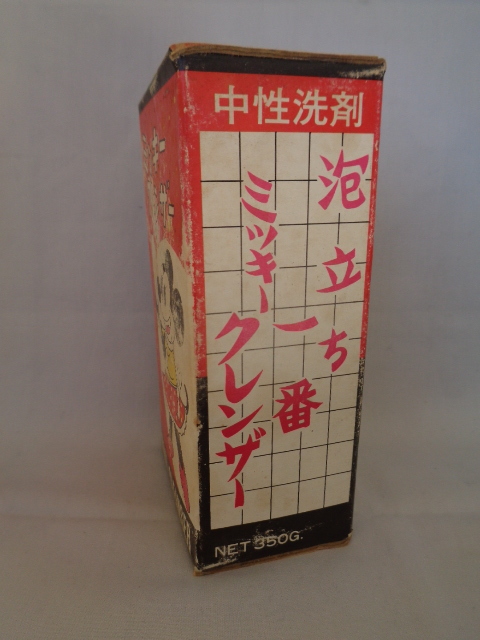 中性洗剤
泡立ち
一番
ミッキー
クレンザー
NET 350G.